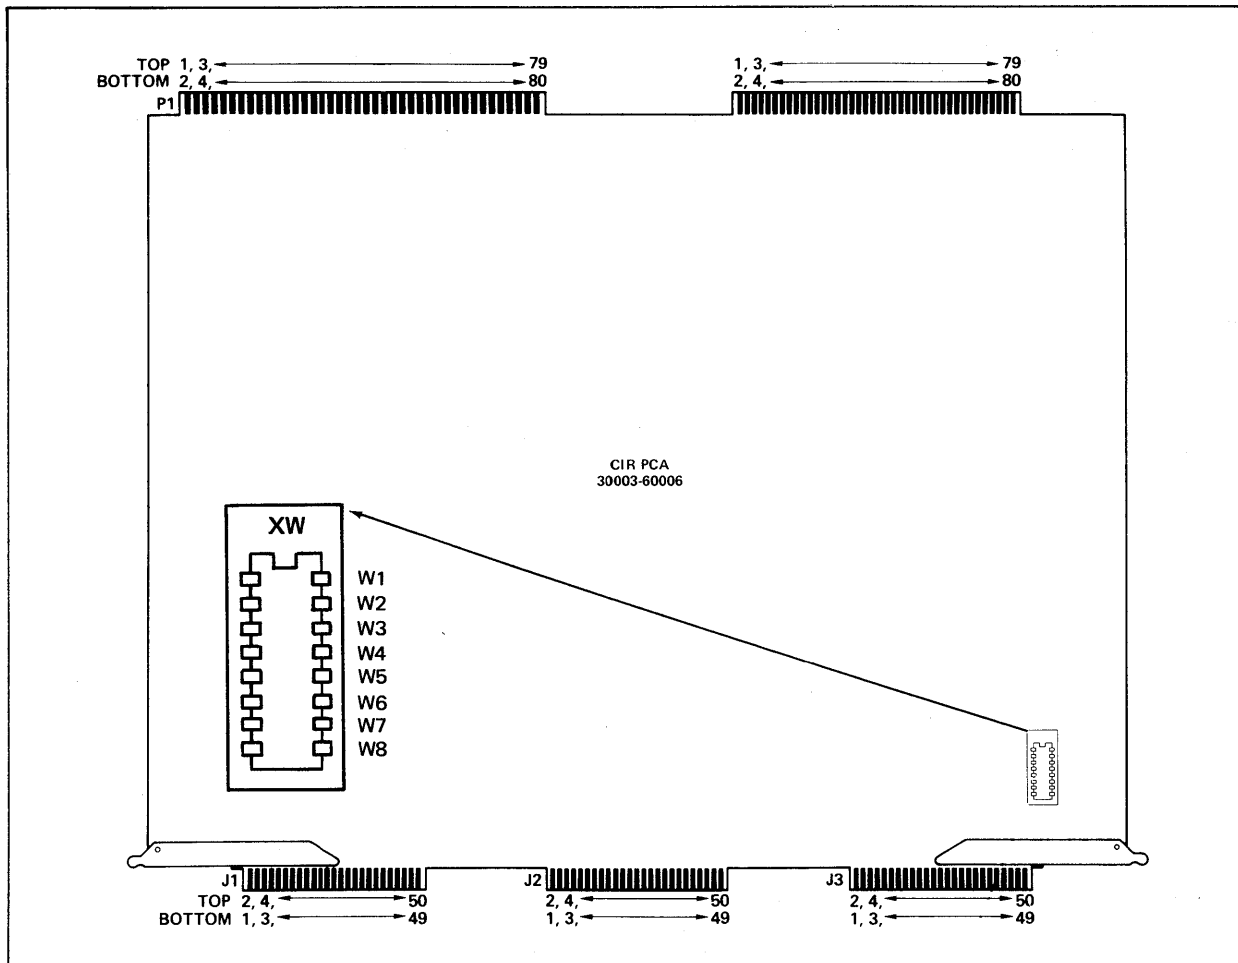 TOP 1, 3, 79
BOTTOM 2, 4, 80
P1
1, 3, 79
2, 4, 80
CIR PCA
30003-60006
XW
W1
W2
W3
W4
W5
W6
W7
W8
J1
J2
J3
TOP 2, 4, 50
BOTTOM 1, 3, 49
2, 4, 50
1, 3, 49
2, 4, 50
1, 3, 49